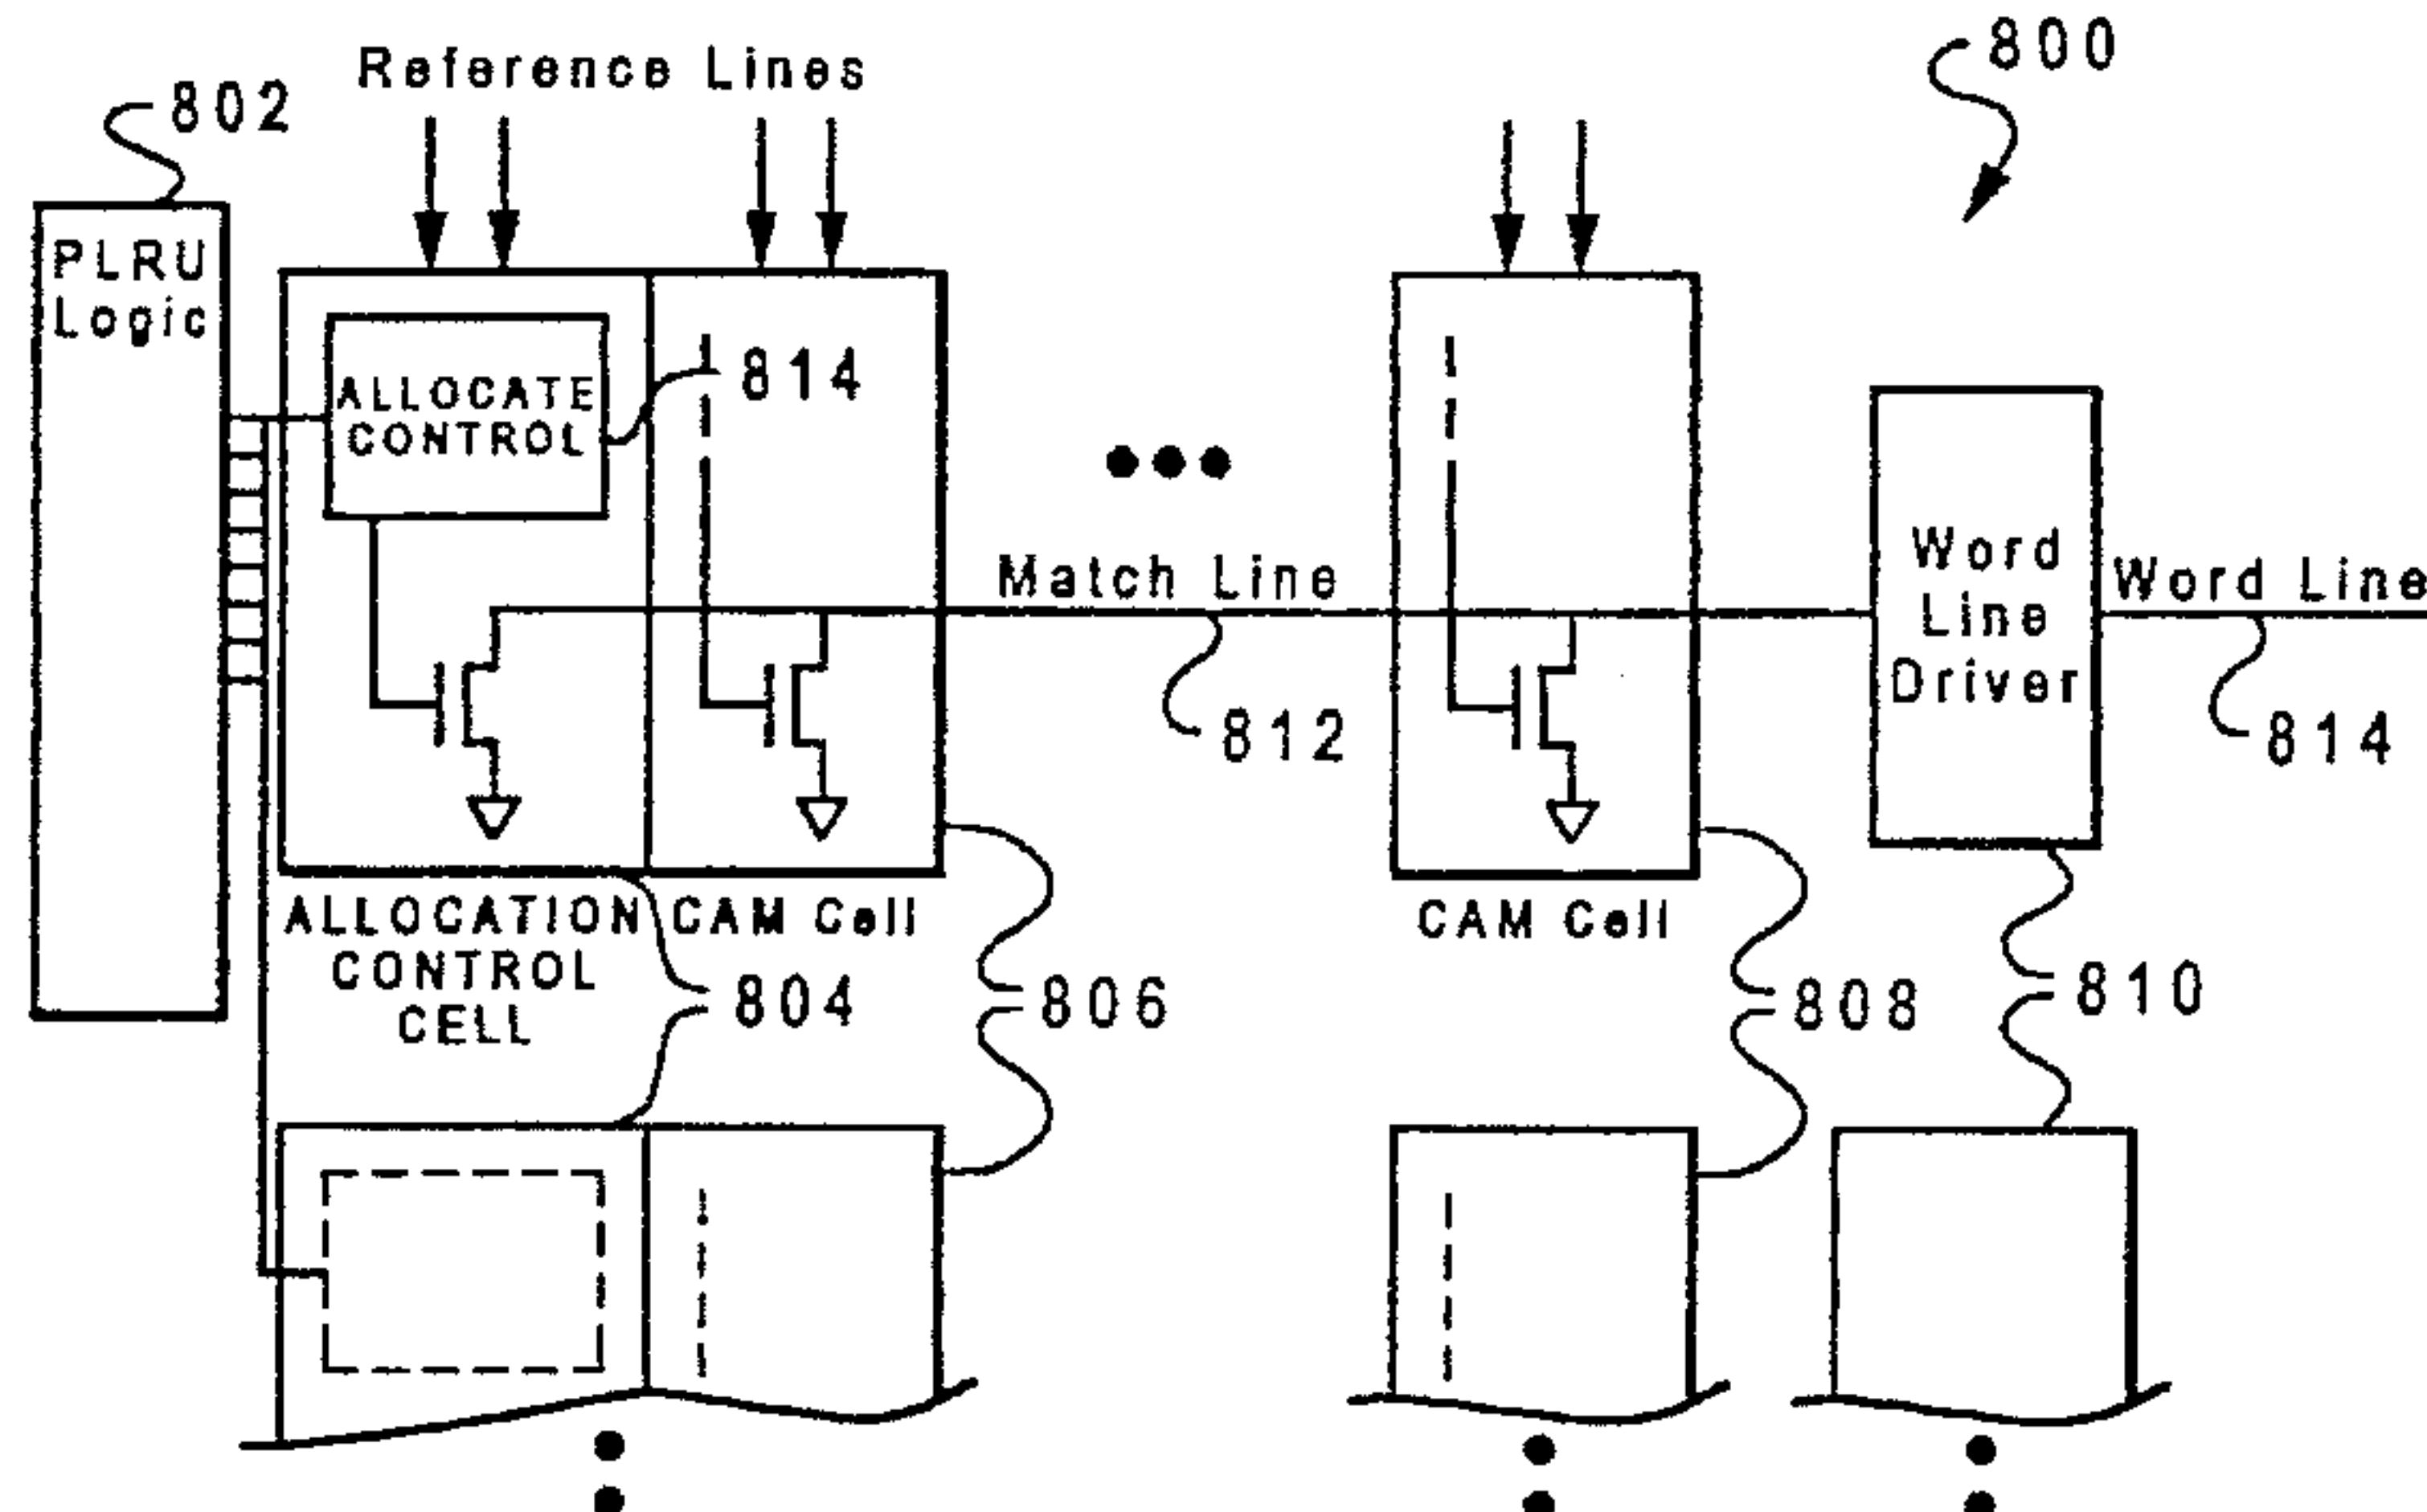 800
Reference Lines
802
PLRU
Logic
ALLOCATE
CONTROL
814
Match Line
Word
Line
Driver
Word Line
812
814
ALLOCATION
CONTROL
CELL
CAM Cell
CAM Cell
804
806
808
810